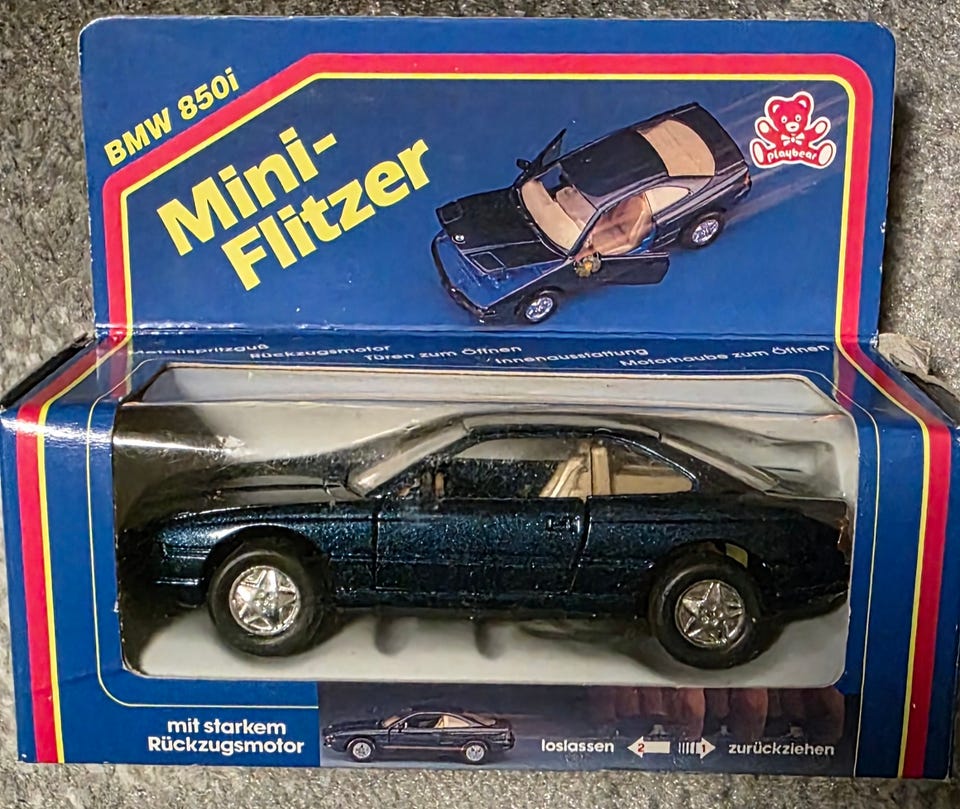 BMW 850i
Mini-
Flitzer
playbear
Metallspritzguß Rückzugsmotor Türen zum Öffnen Innenausstattung Motorhaube zum Öffnen
mit starkem
Rückzugsmotor
loslassen 2 1 zurückziehen